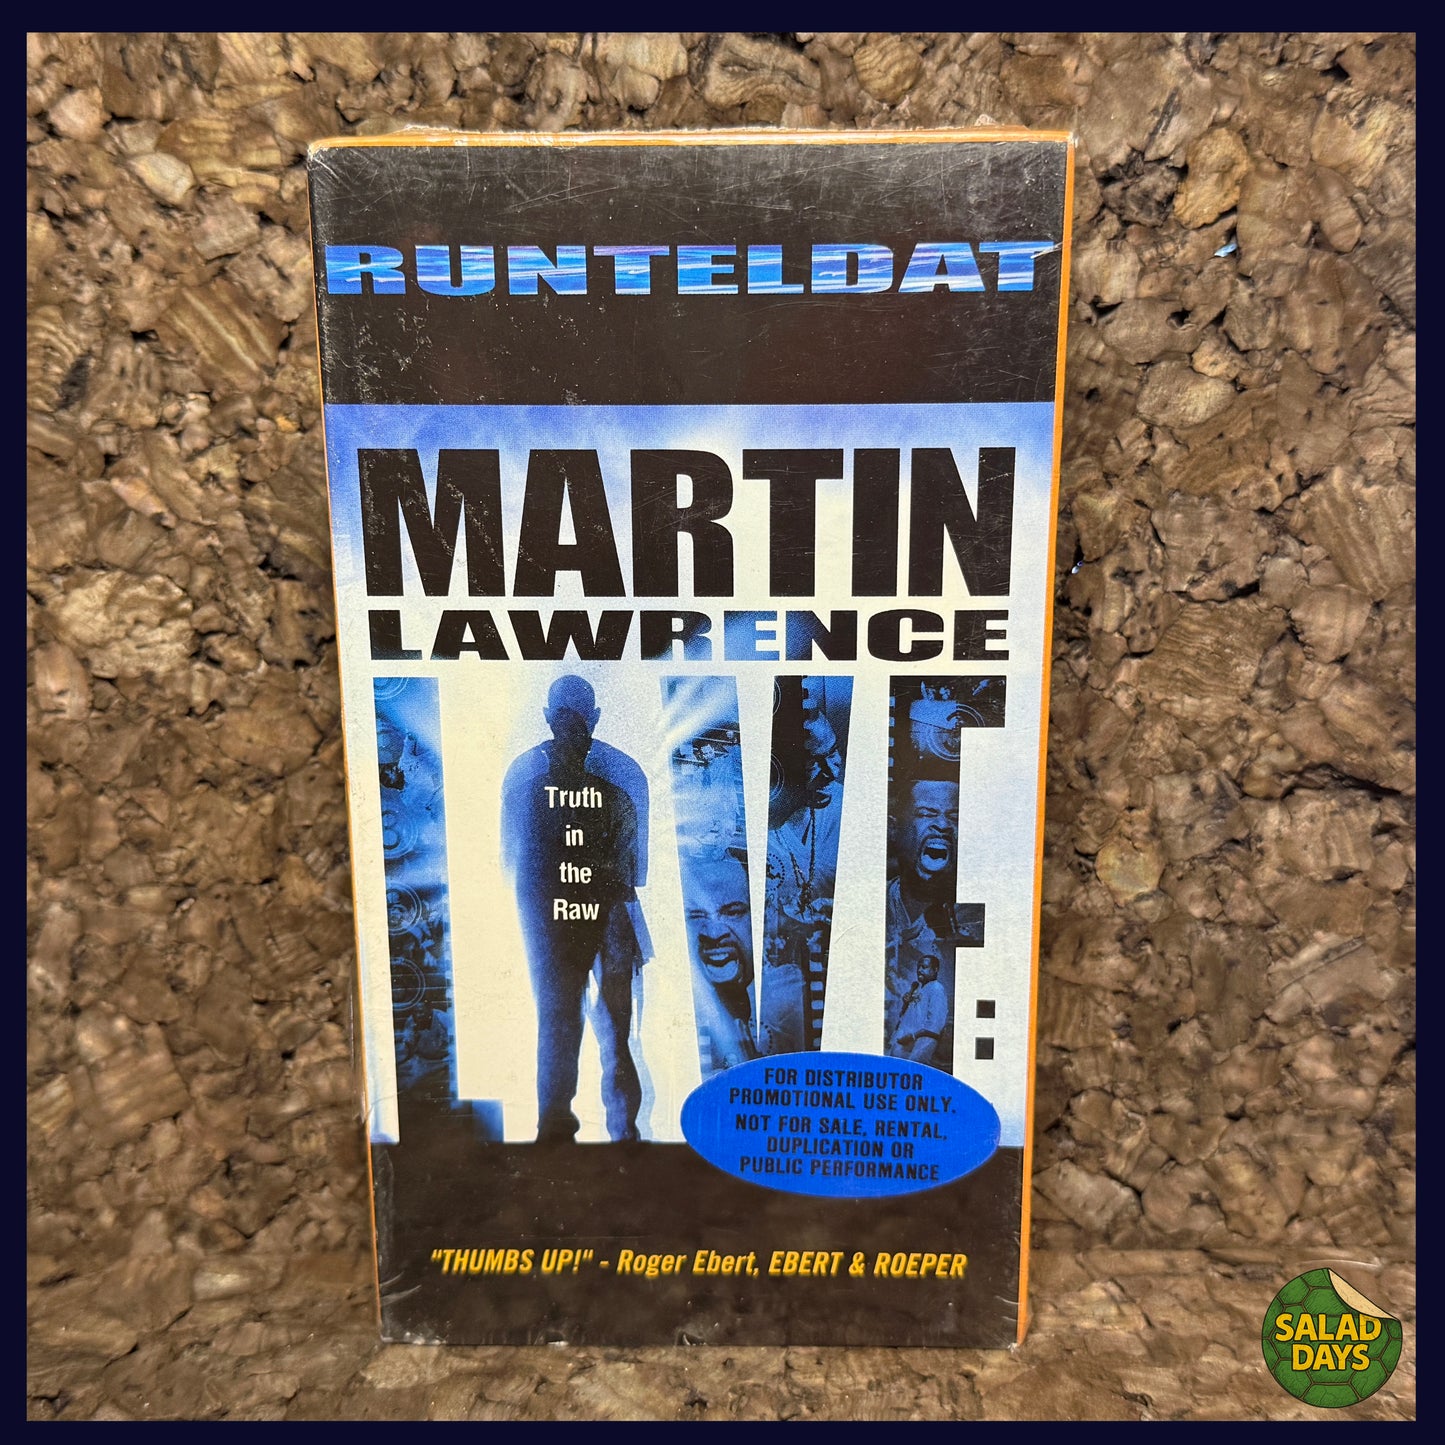 RUNTELDAT
MARTIN
LAWRENCE
LIVE:
Truth
in
the
Raw
FOR DISTRIBUTOR
PROMOTIONAL USE ONLY.
NOT FOR SALE, RENTAL,
DUPLICATION OR
PUBLIC PERFORMANCE
"THUMBS UP!" - Roger Ebert, EBERT & ROEPER
SALAD
DAYS